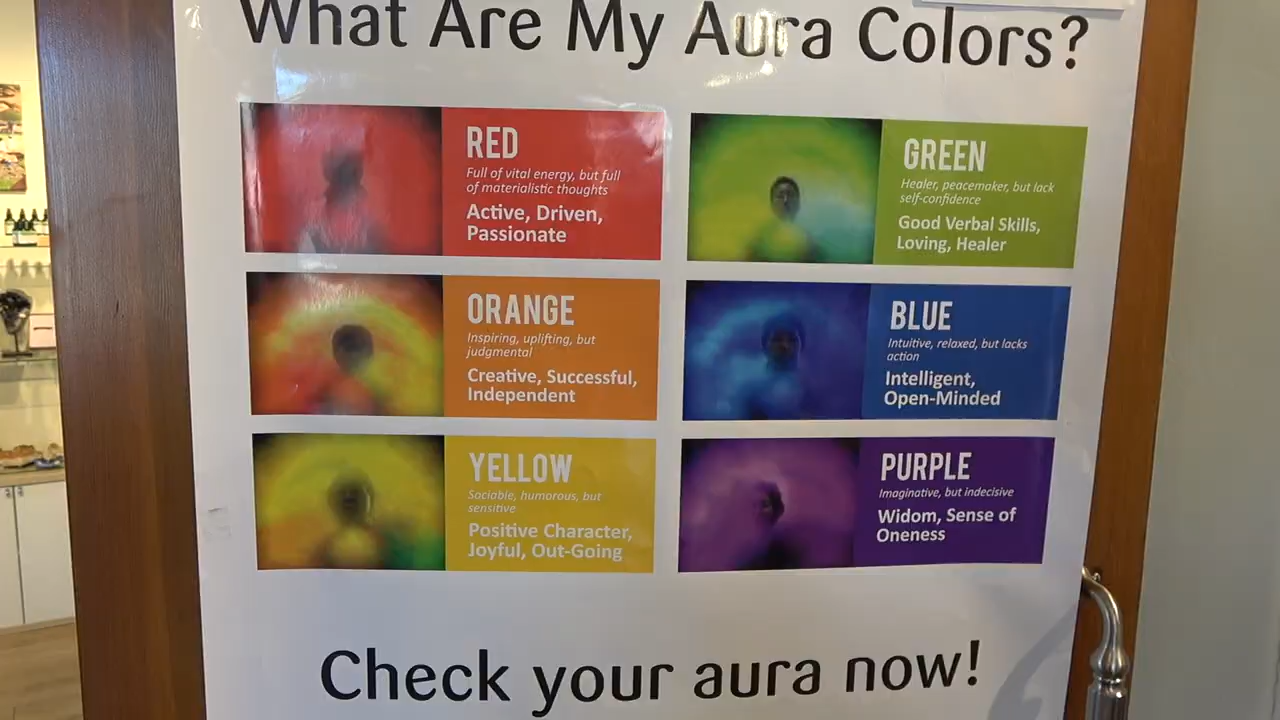 What Are My Aura Colors?
RED
Full of vital energy, but full
of materialistic thoughts
Active, Driven,
Passionate
ORANGE
Inspiring, uplifting, but
judgmental
Creative, Successful,
Independent
YELLOW
Sociable, humorous, but
sensitive
Positive Character,
Joyful, Out-Going
GREEN
Healer, peacemaker, but lack
self-confidence
Good Verbal Skills,
Loving, Healer
BLUE
Intuitive, relaxed, but lacks
action
Intelligent,
Open-Minded
PURPLE
Imaginative, but indecisive
Widom, Sense of
Oneness
Check your aura now!